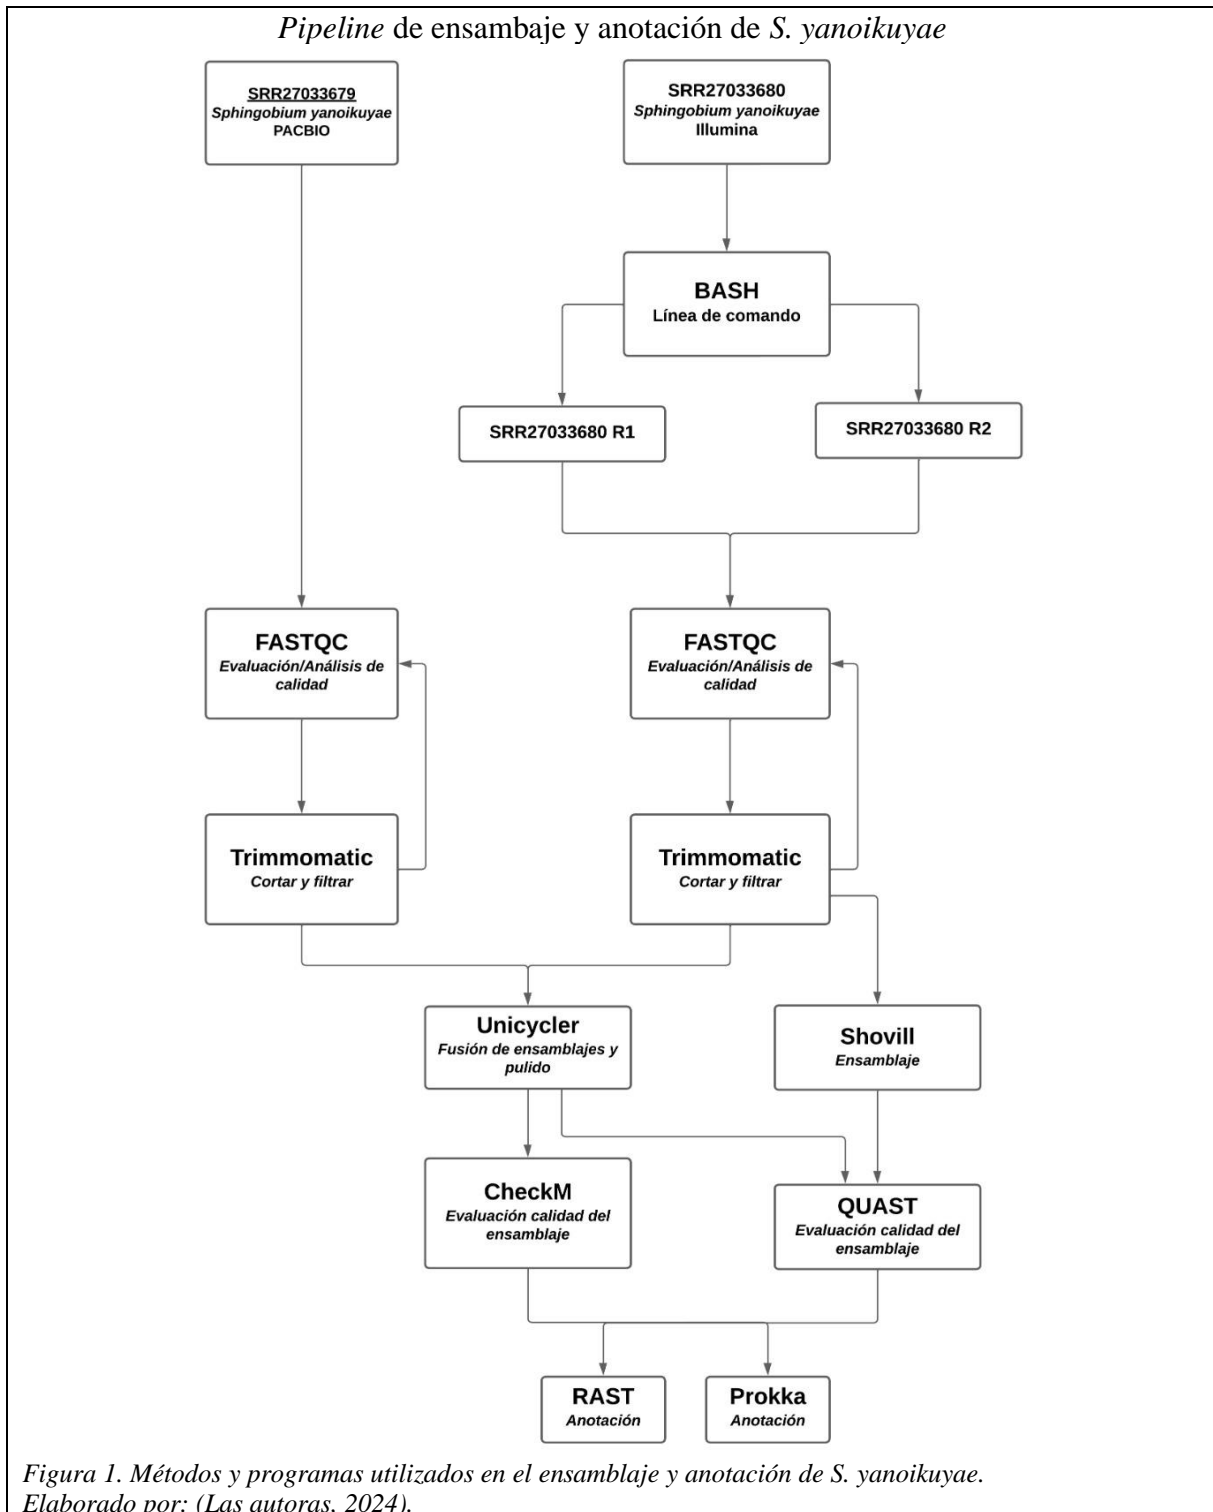 Pipeline de ensambaje y anotación de S. yanoikuyae
SRR27033679
Sphingobium yanoikuyae
PACBIO
SRR27033680
Sphingobium yanoikuyae
Illumina
BASH
Línea de comando
SRR27033680 R1
SRR27033680 R2
FASTQC
Evaluación/Análisis de
calidad
FASTQC
Evaluación/Análisis de
calidad
Trimmomatic
Cortar y filtrar
Trimmomatic
Cortar y filtrar
Unicycler
Fusión de ensamblajes y
pulido
Shovill
Ensamblaje
CheckM
Evaluación calidad del
ensamblaje
QUAST
Evaluación calidad del
ensamblaje
RAST
Anotación
Prokka
Anotación
Figura 1. Métodos y programas utilizados en el ensamblaje y anotación de S. yanoikuyae.
Elaborado por: (Las autoras, 2024).